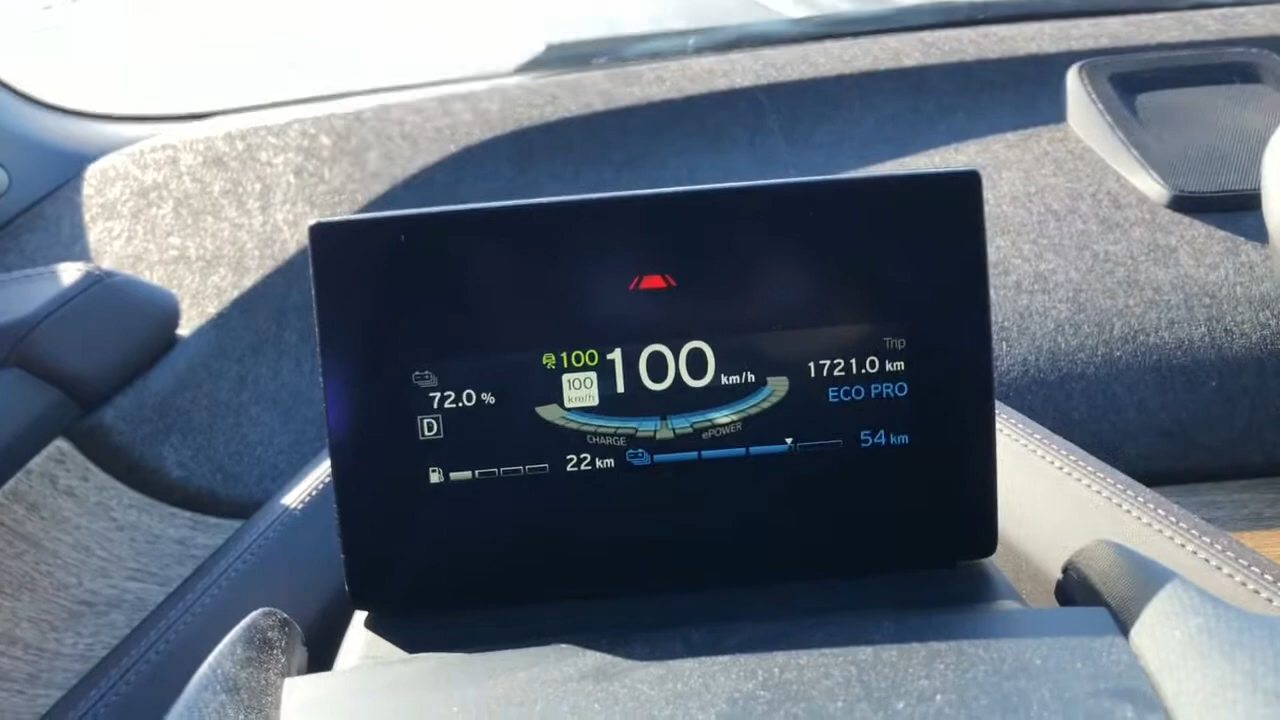 Trip
100
100
km/h
100 km/h
1721.0 km
72.0 %
ECO PRO
D
CHARGE
ePOWER
22 km
54 km